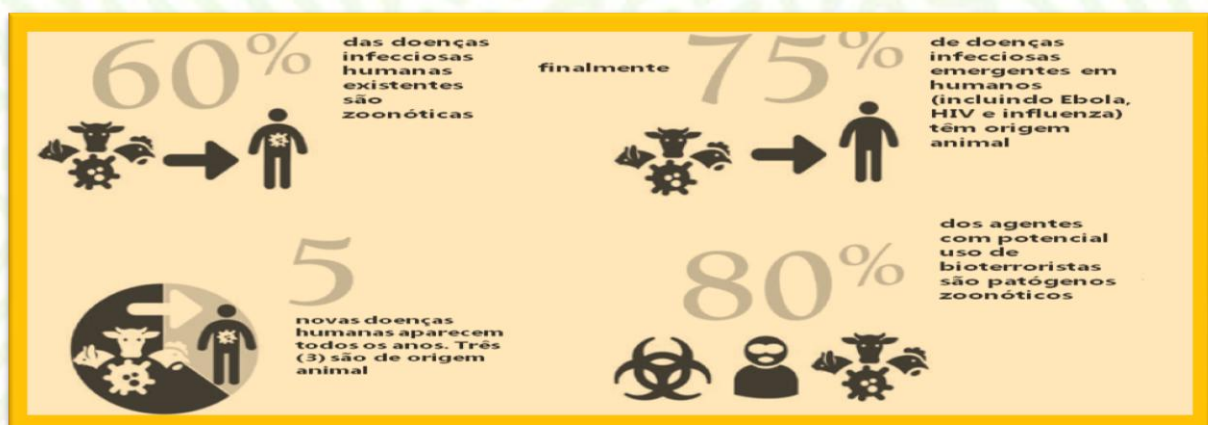 60%
das doenças
infecciosas
humanas
existentes
são
zoonóticas
finalmente
75%
de doenças
infecciosas
emergentes em
humanos
(incluindo Ebola,
HIV e influenza)
têm origem
animal
5
novas doenças
humanas aparecem
todos os anos. Três
(3) são de origem
animal
80%
dos agentes
com potencial
uso de
bioterroristas
são patógenos
zoonóticos